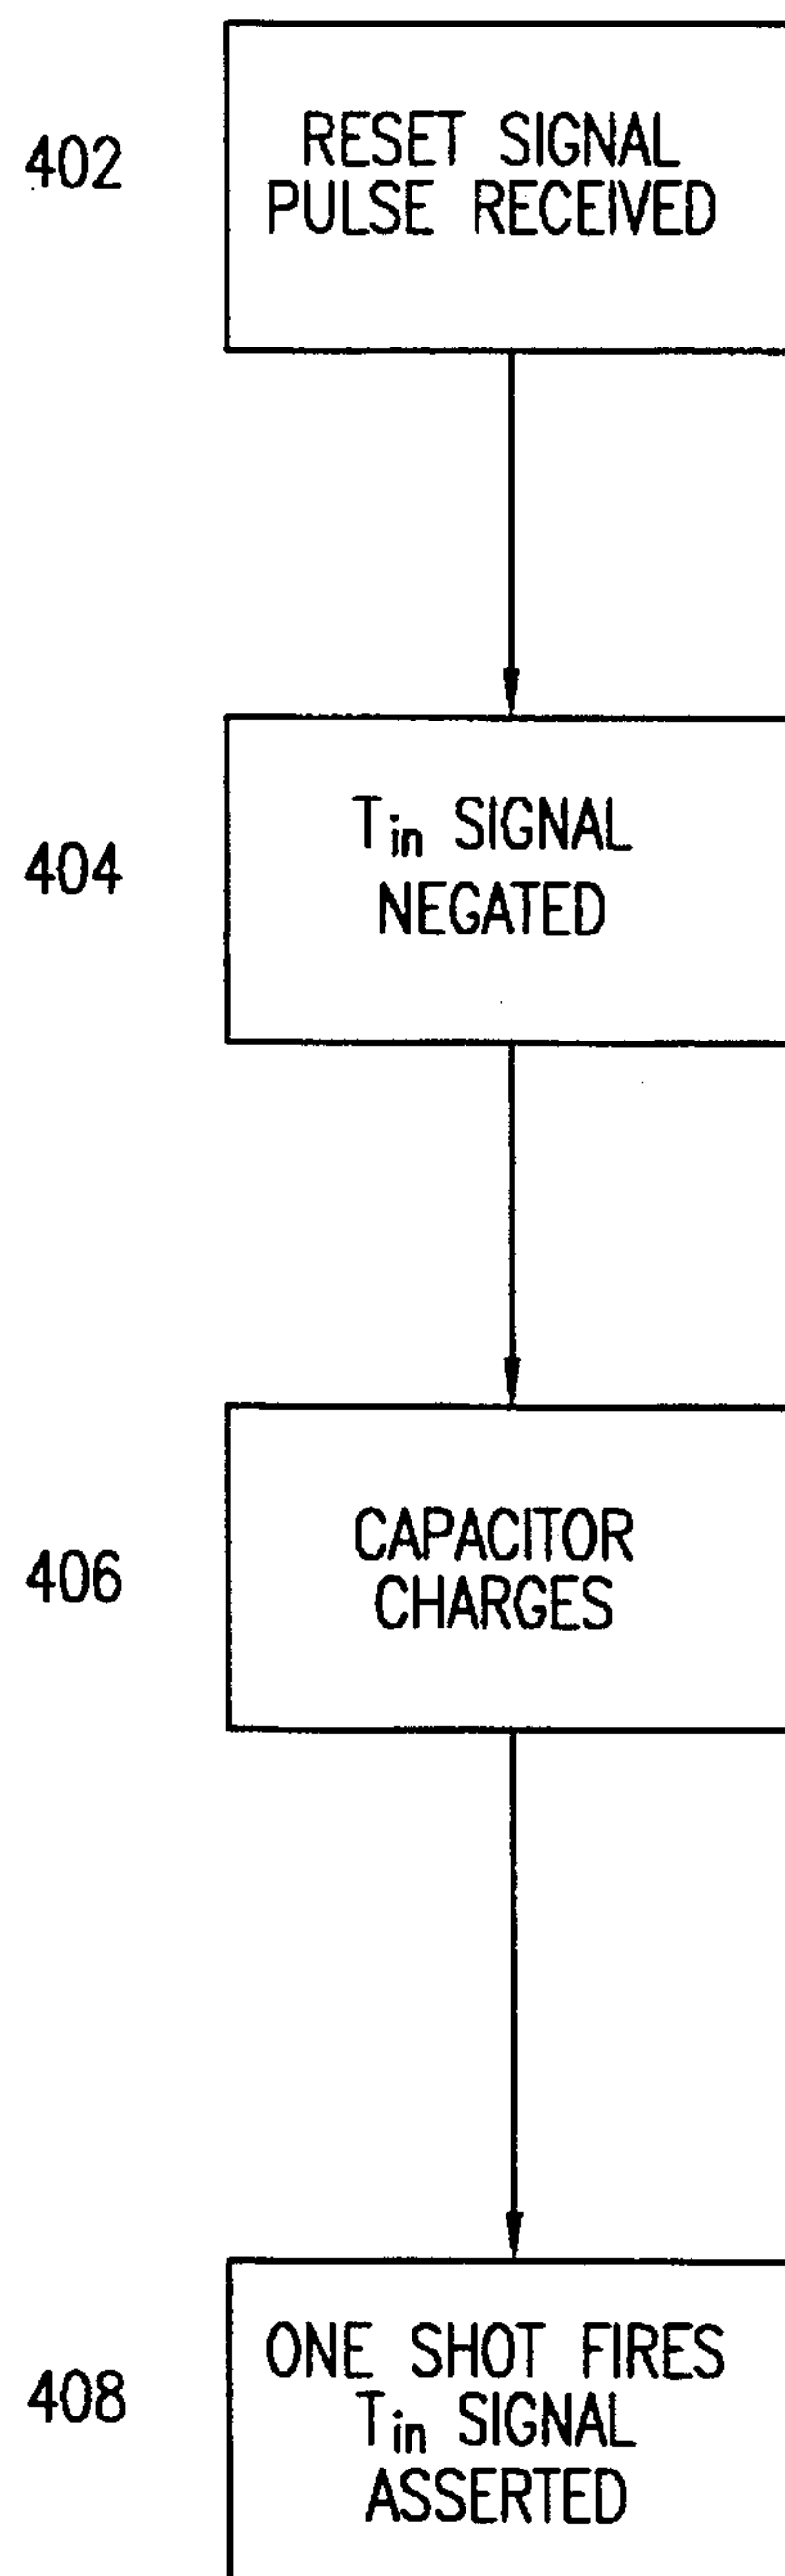 402
RESET SIGNAL
PULSE RECEIVED
404
Tin SIGNAL
NEGATED
406
CAPACITOR
CHARGES
408
ONE SHOT FIRES
Tin SIGNAL
ASSERTED